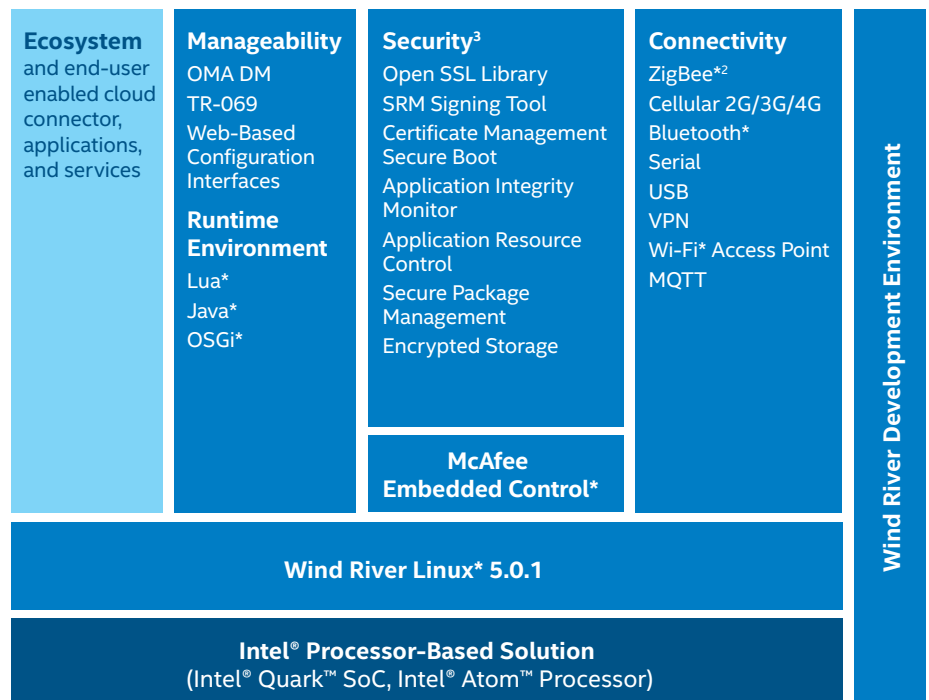 Ecosystem
and end-user
enabled cloud
connector,
applications,
and services
Manageability
OMA DM
TR-069
Web-Based
Configuration
Interfaces
Runtime
Environment
Lua*
Java*
OSGi*
Security³
Open SSL Library
SRM Signing Tool
Certificate Management
Secure Boot
Application Integrity
Monitor
Application Resource
Control
Secure Package
Management
Encrypted Storage
McAfee
Embedded Control*
Connectivity
ZigBee*²
Cellular 2G/3G/4G
Bluetooth*
Serial
USB
VPN
Wi-Fi* Access Point
MQTT
Wind River Development Environment
Wind River Linux* 5.0.1
Intel® Processor-Based Solution
(Intel® Quark™ SoC, Intel® Atom™ Processor)